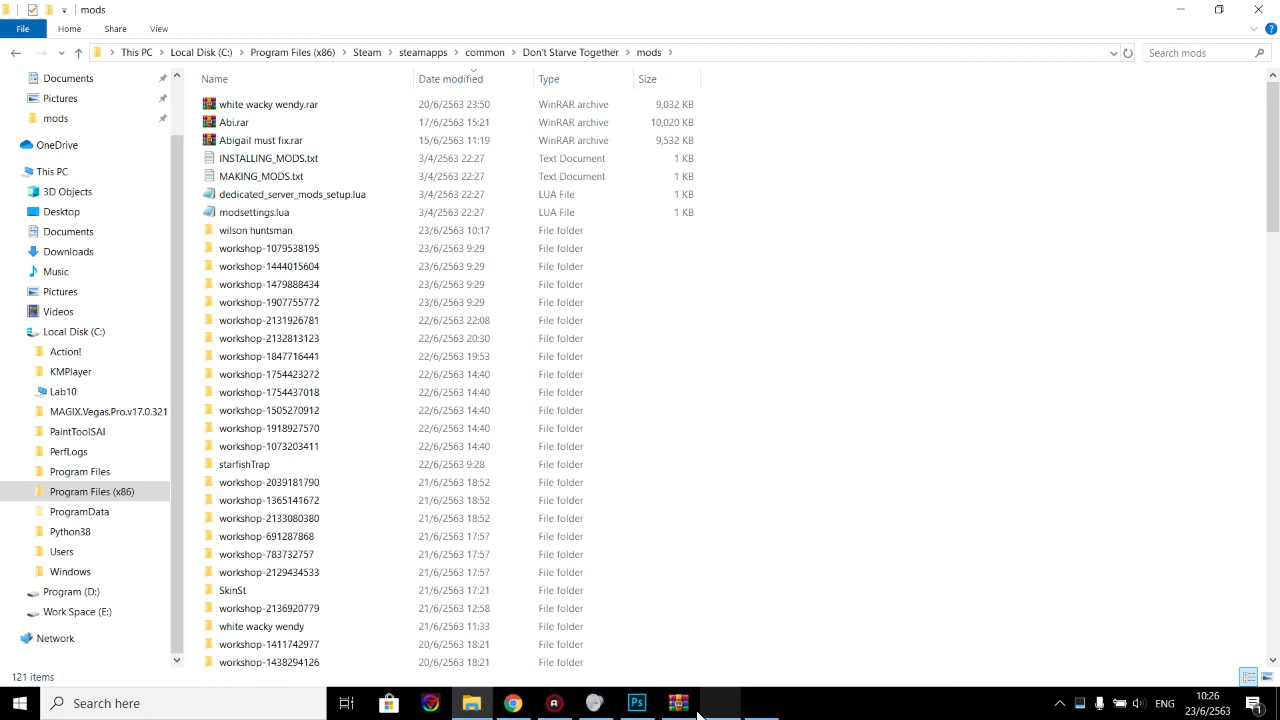 mods
File Home Share View
This PC Local Disk (C:) Program Files (x86) Steam steamapps common Don't Starve Together mods Search mods
Documents
Pictures
mods
OneDrive
This PC
3D Objects
Desktop
Documents
Downloads
Music
Pictures
Videos
Local Disk (C:)
Action!
KMPlayer
Lab10
MAGIX.Vegas.Pro.v17.0.321
PaintToolSAI
PerfLogs
Program Files
Program Files (x86)
ProgramData
Python38
Users
Windows
Program (D:)
Work Space (E:)
Network
Name Date modified Type Size
white wacky wendy.rar 20/6/2563 23:50 WinRAR archive 9,032 KB
Abi.rar 17/6/2563 15:21 WinRAR archive 10,020 KB
Abigail must fix.rar 15/6/2563 11:19 WinRAR archive 9,532 KB
INSTALLING_MODS.txt 3/4/2563 22:27 Text Document 1 KB
MAKING_MODS.txt 3/4/2563 22:27 Text Document 1 KB
dedicated_server_mods_setup.lua 3/4/2563 22:27 LUA File 1 KB
modsettings.lua 3/4/2563 22:27 LUA File 1 KB
wilson huntsman 23/6/2563 10:17 File folder
workshop-1079538195 23/6/2563 9:29 File folder
workshop-1444015604 23/6/2563 9:29 File folder
workshop-1479888434 23/6/2563 9:29 File folder
workshop-1907755772 23/6/2563 9:29 File folder
workshop-2131926781 22/6/2563 22:08 File folder
workshop-2132813123 22/6/2563 20:30 File folder
workshop-1847716441 22/6/2563 19:53 File folder
workshop-1754423272 22/6/2563 14:40 File folder
workshop-1754437018 22/6/2563 14:40 File folder
workshop-1505270912 22/6/2563 14:40 File folder
workshop-1918927570 22/6/2563 14:40 File folder
workshop-1073203411 22/6/2563 14:40 File folder
starfishTrap 22/6/2563 9:28 File folder
workshop-2039181790 21/6/2563 18:52 File folder
workshop-1365141672 21/6/2563 18:52 File folder
workshop-2133080380 21/6/2563 18:52 File folder
workshop-691287868 21/6/2563 17:57 File folder
workshop-783732757 21/6/2563 17:57 File folder
workshop-2129434533 21/6/2563 17:57 File folder
SkinSt 21/6/2563 17:21 File folder
workshop-2136920779 21/6/2563 12:58 File folder
white wacky wendy 21/6/2563 11:33 File folder
workshop-1411742977 20/6/2563 18:21 File folder
workshop-1438294126 20/6/2563 18:21 File folder
121 items
Search here Ps ENG 10:26
23/6/2563 1